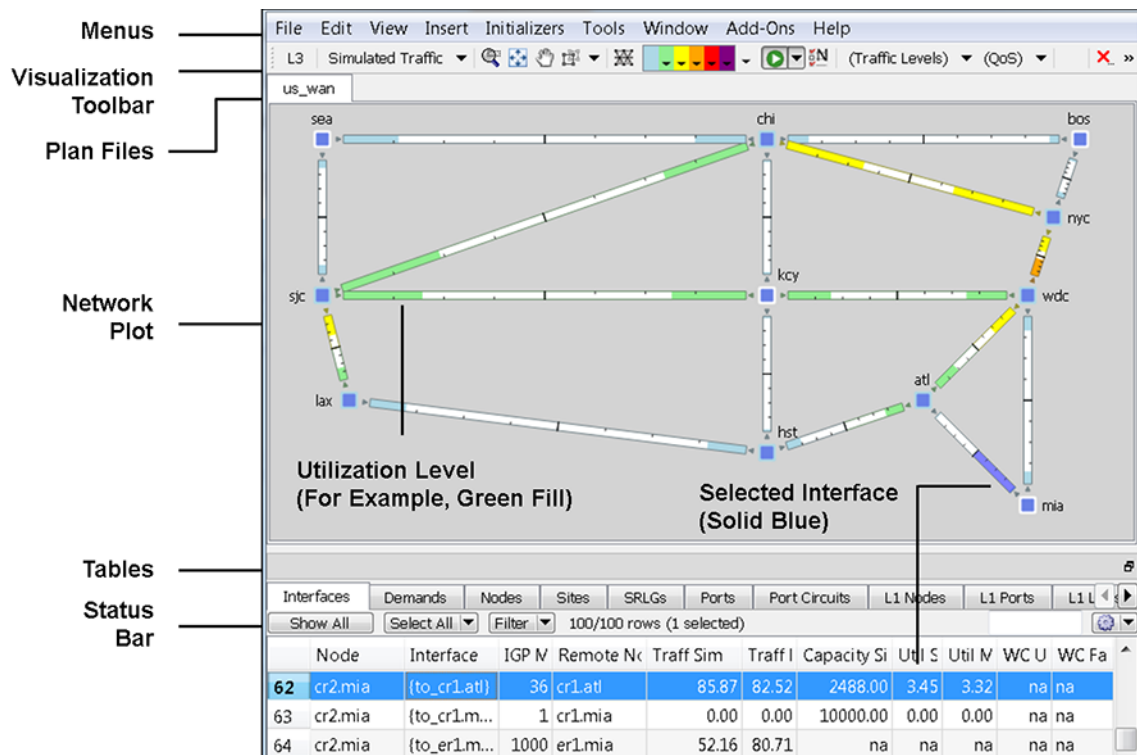 Menus
File Edit View Insert Initializers Tools Window Add-Ons Help
Visualization
Toolbar
L3 Simulated Traffic (Traffic Levels) (QoS)
Plan Files
us_wan
sea chi bos
nyc
Network
Plot
sjc kcy wdc
lax atl
hst
Utilization Level
(For Example, Green Fill)
Selected Interface
(Solid Blue)
mia
Tables
Interfaces Demands Nodes Sites SRLGs Ports Port Circuits L1 Nodes L1 Ports
Status
Bar
Show All Select All Filter 100/100 rows (1 selected)
Node Interface IGP M Remote Traff Sim Traff Capacity Si Util S Util M WC U WC Fa
62 cr2.mia {to_cr1.atl} 36 cr1.atl 85.87 82.52 2488.00 3.45 3.32 na na
63 cr2.mia {to_cr1.m... 1 cr1.mia 0.00 0.00 10000.00 0.00 0.00 na na
64 cr2.mia {to_er1.m... 1000 er1.mia 52.16 80.71 na na na na na